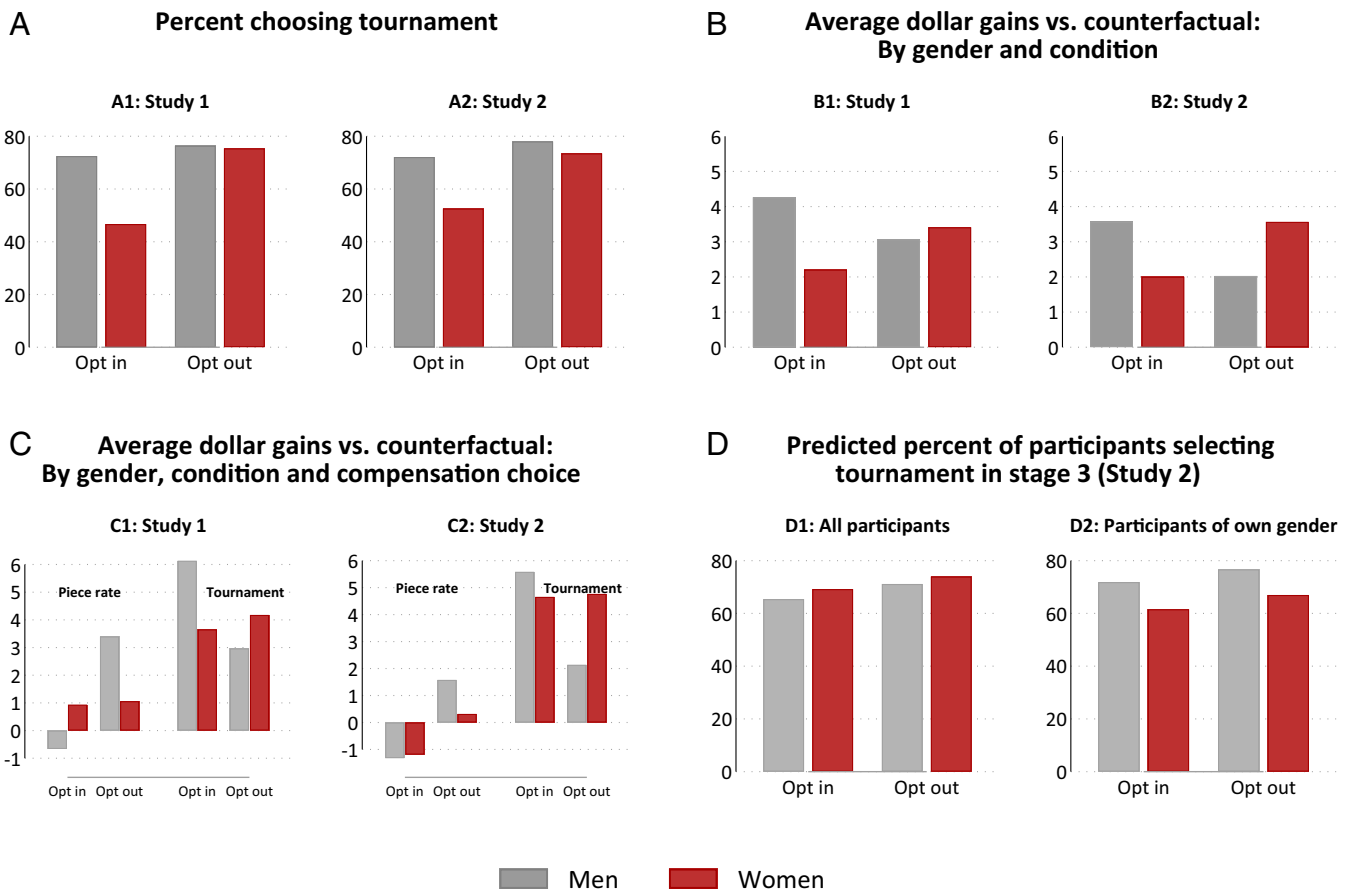 A
Percent choosing tournament
A1: Study 1
80
60
40
20
0
Opt in
Opt out
A2: Study 2
80
60
40
20
0
Opt in
Opt out
B
Average dollar gains vs. counterfactual:
By gender and condition
B1: Study 1
6
5
4
3
2
1
0
Opt in
Opt out
B2: Study 2
6
5
4
3
2
1
0
Opt in
Opt out
C
Average dollar gains vs. counterfactual:
By gender, condition and compensation choice
C1: Study 1
6
5
4
3
2
1
0
-1
Piece rate
Tournament
Opt in
Opt out
Opt in
Opt out
C2: Study 2
6
5
4
3
2
1
0
-1
Piece rate
Tournament
Opt in
Opt out
Opt in
Opt out
D
Predicted percent of participants selecting
tournament in stage 3 (Study 2)
D1: All participants
80
60
40
20
0
Opt in
Opt out
D2: Participants of own gender
80
60
40
20
0
Opt in
Opt out
Men
Women